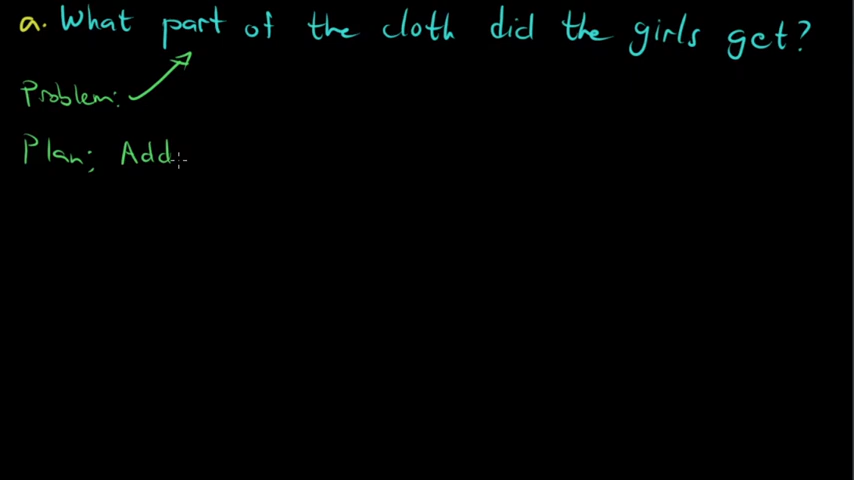 a. What part of the cloth did the girls get?
Problem:
Plan: Add